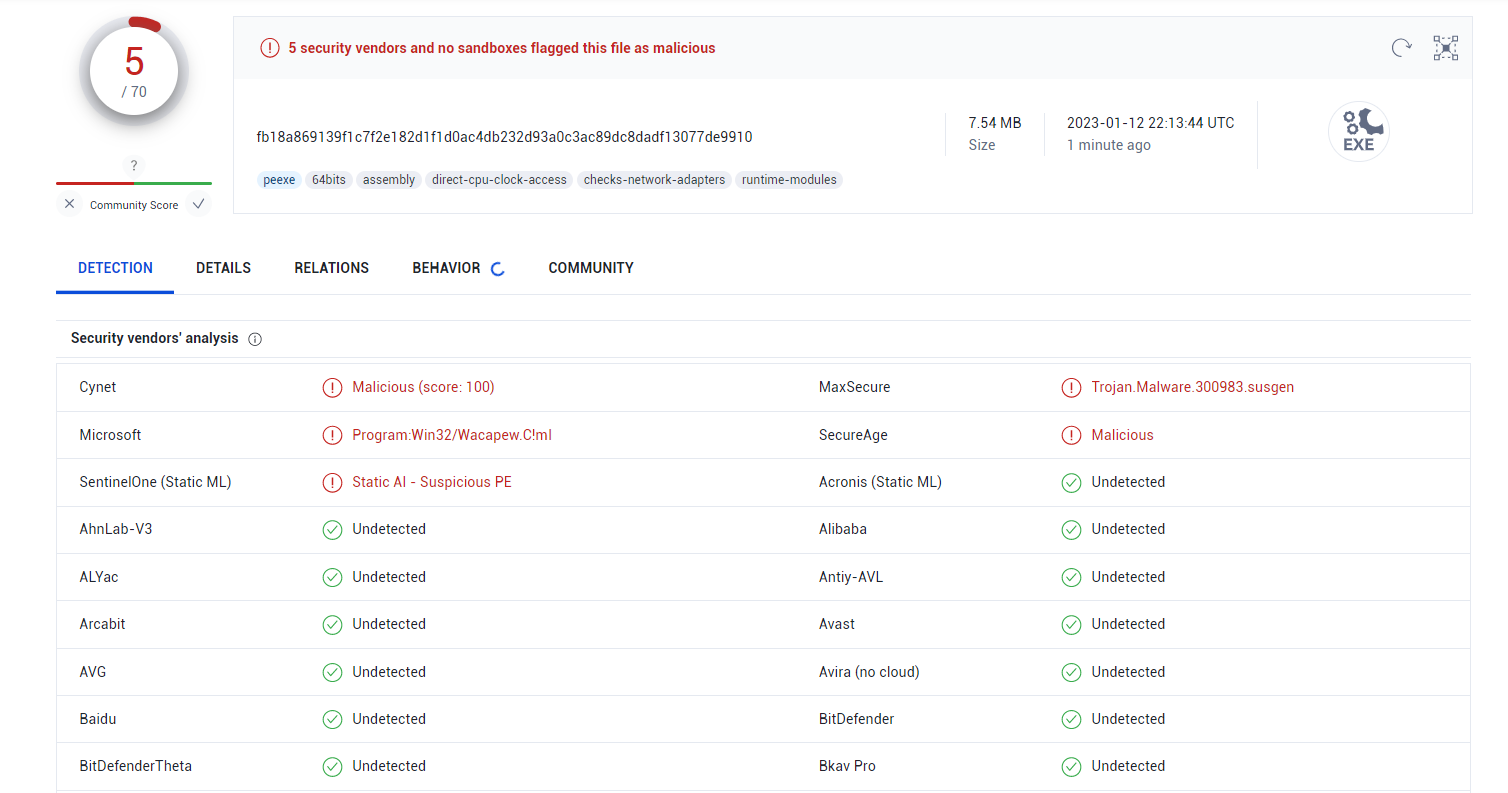 5
/ 70
?
Community Score
5 security vendors and no sandboxes flagged this file as malicious
fb18a869139f1c7f2e182d1f1d0ac4db232d93a0c3ac89dc8dadf13077de9910
7.54 MB
Size
2023-01-12 22:13:44 UTC
1 minute ago
EXE
peexe 64bits assembly direct-cpu-clock-access checks-network-adapters runtime-modules
DETECTION DETAILS RELATIONS BEHAVIOR COMMUNITY
Security vendors' analysis
Cynet Malicious (score: 100) MaxSecure Trojan.Malware.300983.susgen
Microsoft Program:Win32/Wacapew.C!ml SecureAge Malicious
SentinelOne (Static ML) Static AI - Suspicious PE Acronis (Static ML) Undetected
AhnLab-V3 Undetected Alibaba Undetected
ALYac Undetected Antiy-AVL Undetected
Arcabit Undetected Avast Undetected
AVG Undetected Avira (no cloud) Undetected
Baidu Undetected BitDefender Undetected
BitDefenderTheta Undetected Bkav Pro Undetected